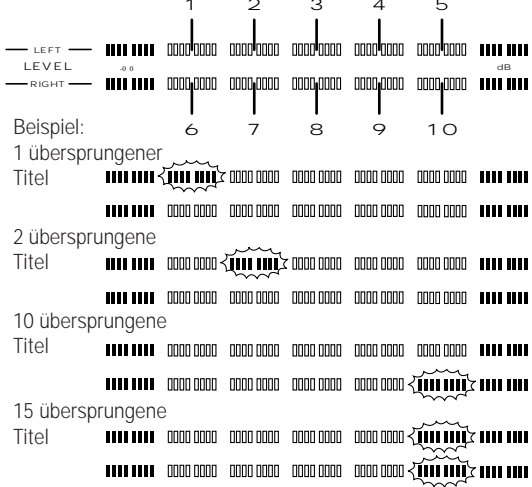 1 2 3 4 5
LEFT
LEVEL dB
RIGHT
Beispiel: 6 7 8 9 10
1 übersprungener
Titel
2 übersprungene
Titel
10 übersprungene
Titel
15 übersprungene
Titel